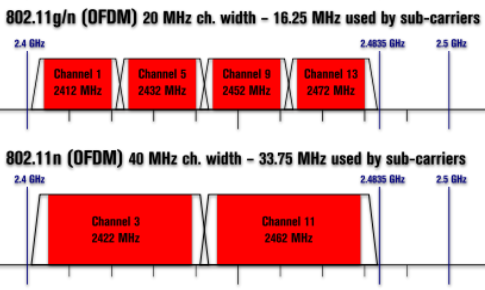 802.11g/n (OFDM) 20 MHz ch. width – 16.25 MHz used by sub-carriers
2.4 GHz 2.4835 GHz 2.5 GHz
Channel 1 Channel 5 Channel 9 Channel 13
2412 MHz 2432 MHz 2452 MHz 2472 MHz
802.11n (OFDM) 40 MHz ch. width – 33.75 MHz used by sub-carriers
2.4 GHz 2.4835 GHz 2.5 GHz
Channel 3 Channel 11
2422 MHz 2462 MHz